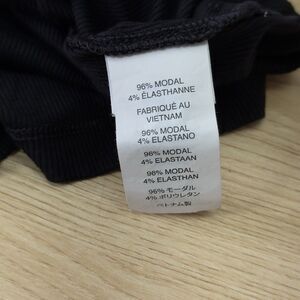 96% MODAL
4% ÉLASTHANNE
FABRIQUÉ AU
VIETNAM
96% MODAL
4% ELASTANO
96% MODAL
4% ELASTAAN
96% MODAL
4% ELASTHAN
96% モーダル
4% ポリウレタン
ベトナム製